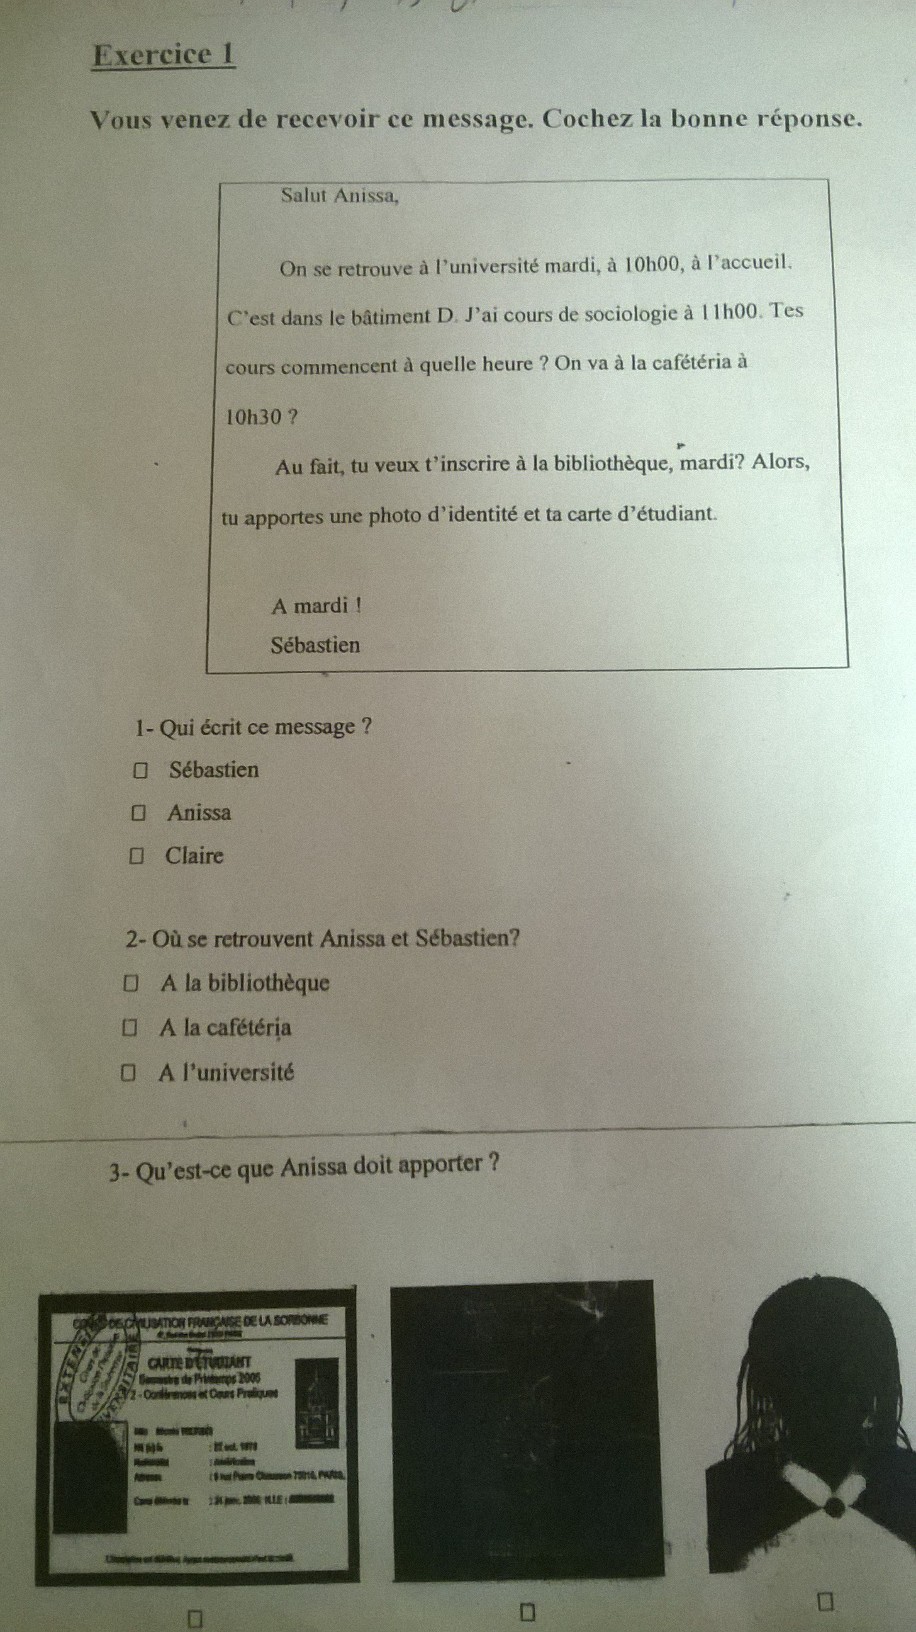 Exercice 1
Vous venez de recevoir ce message. Cochez la bonne réponse.
Salut Anissa,
On se retrouve à l'université mardi, à 10h00, à l'accueil.
C'est dans le bâtiment D. J'ai cours de sociologie à 11h00. Tes
cours commencent à quelle heure ? On va à la cafétéria à
10h30 ?
Au fait, tu veux t'inscrire à la bibliothèque, mardi? Alors,
tu apportes une photo d'identité et ta carte d'étudiant.
A mardi !
Sébastien
1- Qui écrit ce message ?
Sébastien
Anissa
Claire
2- Où se retrouvent Anissa et Sébastien?
A la bibliothèque
A la cafétéria
A l'université
3- Qu'est-ce que Anissa doit apporter ?
DE CIVILISATION FRANÇAISE DE LA SORBONNE
CARTE D'ÉTUDIANT
Semestre de Printemps 2006
2 - Conférences et Cours Pratiques